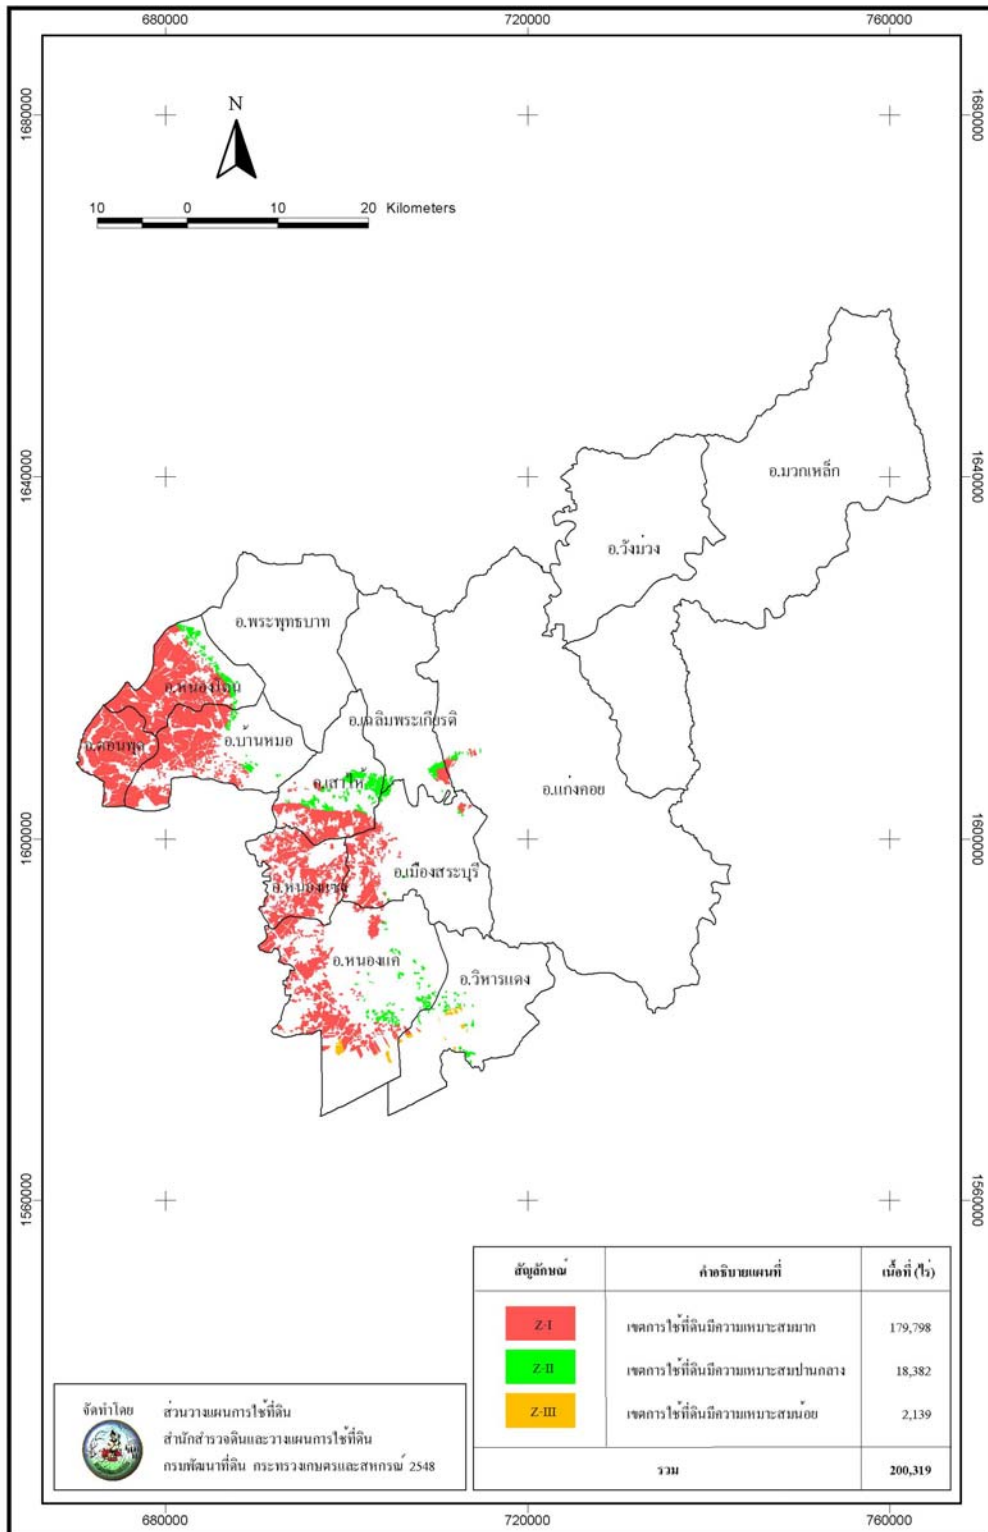 680000 720000 760000
1680000 1680000
N
10 0 10 20 Kilometers
1640000 1640000
อ.มวกเหล็ก
อ.วังม่วง
อ.พระพุทธบาท
อ.หนองโดน
อ.เฉลิมพระเกียรติ
อ.ดอนพุด
อ.บ้านหมอ
อ.เสาไห้
อ.แก่งคอย
1600000 1600000
อ.เมืองสระบุรี
อ.หนองแซง
อ.หนองแค
อ.วิหารแดง
1560000 1560000
สัญลักษณ์ คำอธิบายแผนที่ เนื้อที่ (ไร่)
Z-I เขตการใช้ที่ดินมีความเหมาะสมมาก 179,798
Z-II เขตการใช้ที่ดินมีความเหมาะสมปานกลาง 18,382
Z-III เขตการใช้ที่ดินมีความเหมาะสมน้อย 2,139
รวม 200,319
จัดทำโดย ส่วนวางแผนการใช้ที่ดิน
สำนักสำรวจดินและวางแผนการใช้ที่ดิน
กรมพัฒนาที่ดิน กระทรวงเกษตรและสหกรณ์ 2548
680000 720000 760000